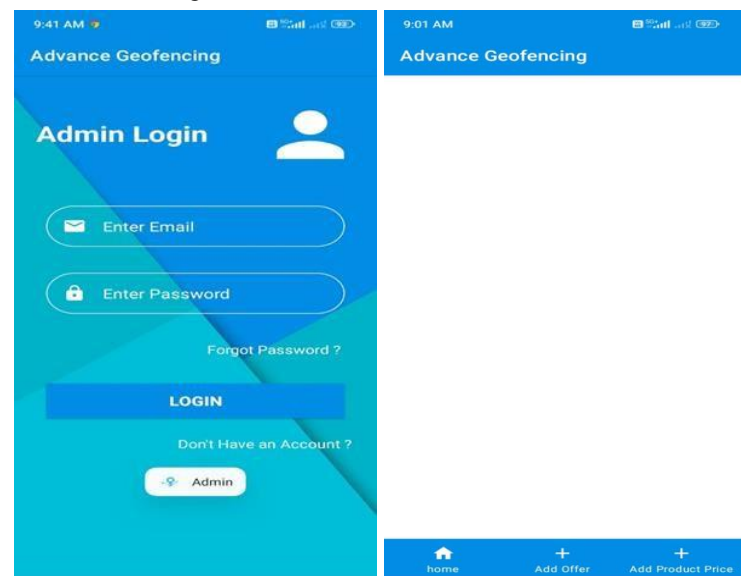 9:41 AM
Advance Geofencing
Admin Login
Enter Email
Enter Password
Forgot Password ?
LOGIN
Don't Have an Account ?
Admin
9:01 AM
Advance Geofencing
home
Add Offer
Add Product Price